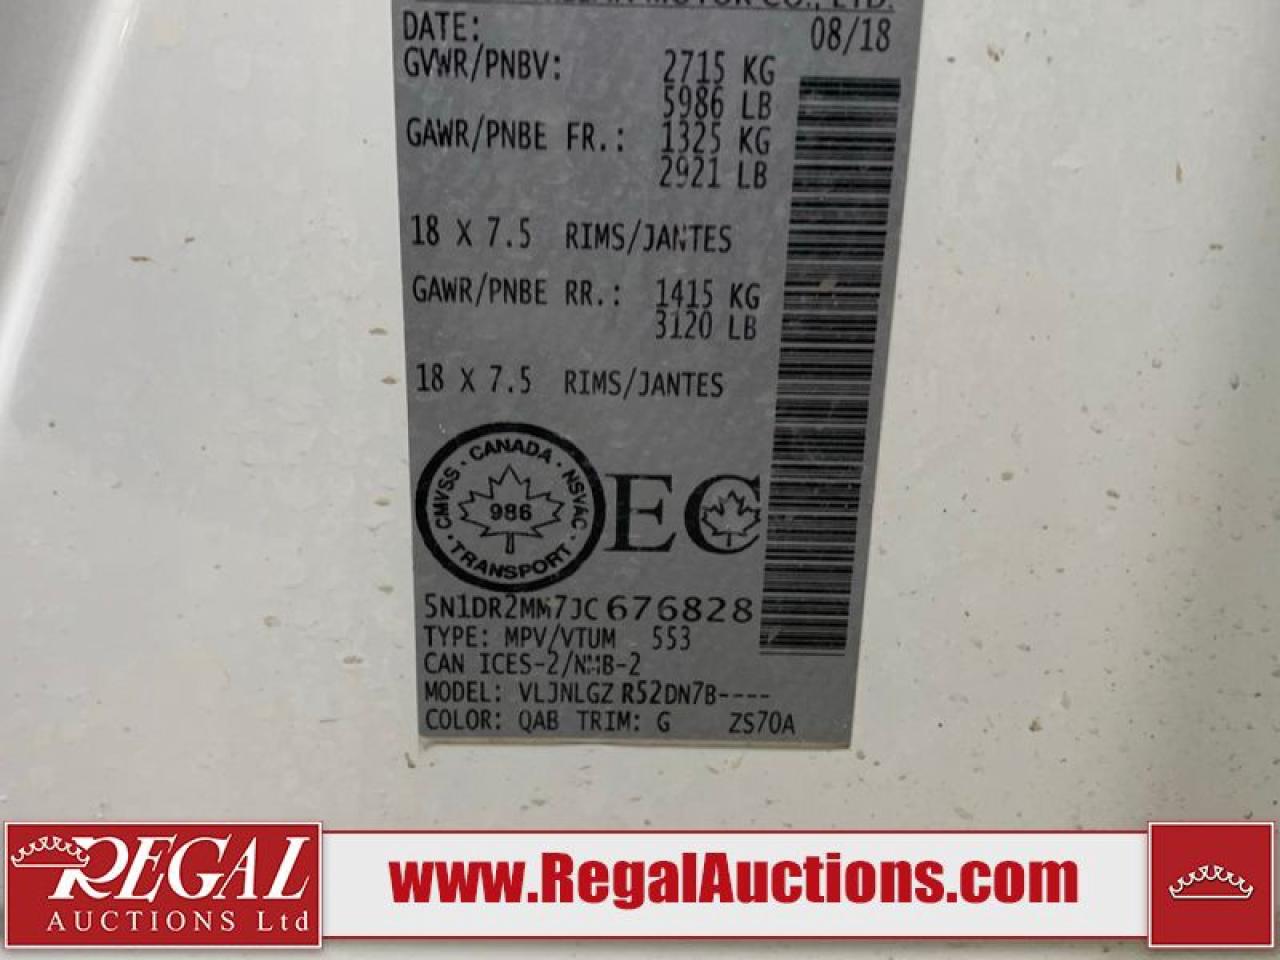 MOTOR CO., LTD.
DATE: 08/18
GVWR/PNBV: 2715 KG
5986 LB
GAWR/PNBE FR.: 1325 KG
2921 LB
18 X 7.5 RIMS/JANTES
GAWR/PNBE RR.: 1415 KG
3120 LB
18 X 7.5 RIMS/JANTES
CMVSS · CANADA · NSVAC · TRANSPORT ·
986
EC
5N1DR2MM7JC676828
TYPE: MPV/VTUM 553
CAN ICES-2/NMB-2
MODEL: VLJNLGZ R52DN7B----
COLOR: QAB TRIM: G ZS70A
REGAL
AUCTIONS Ltd
www.RegalAuctions.com